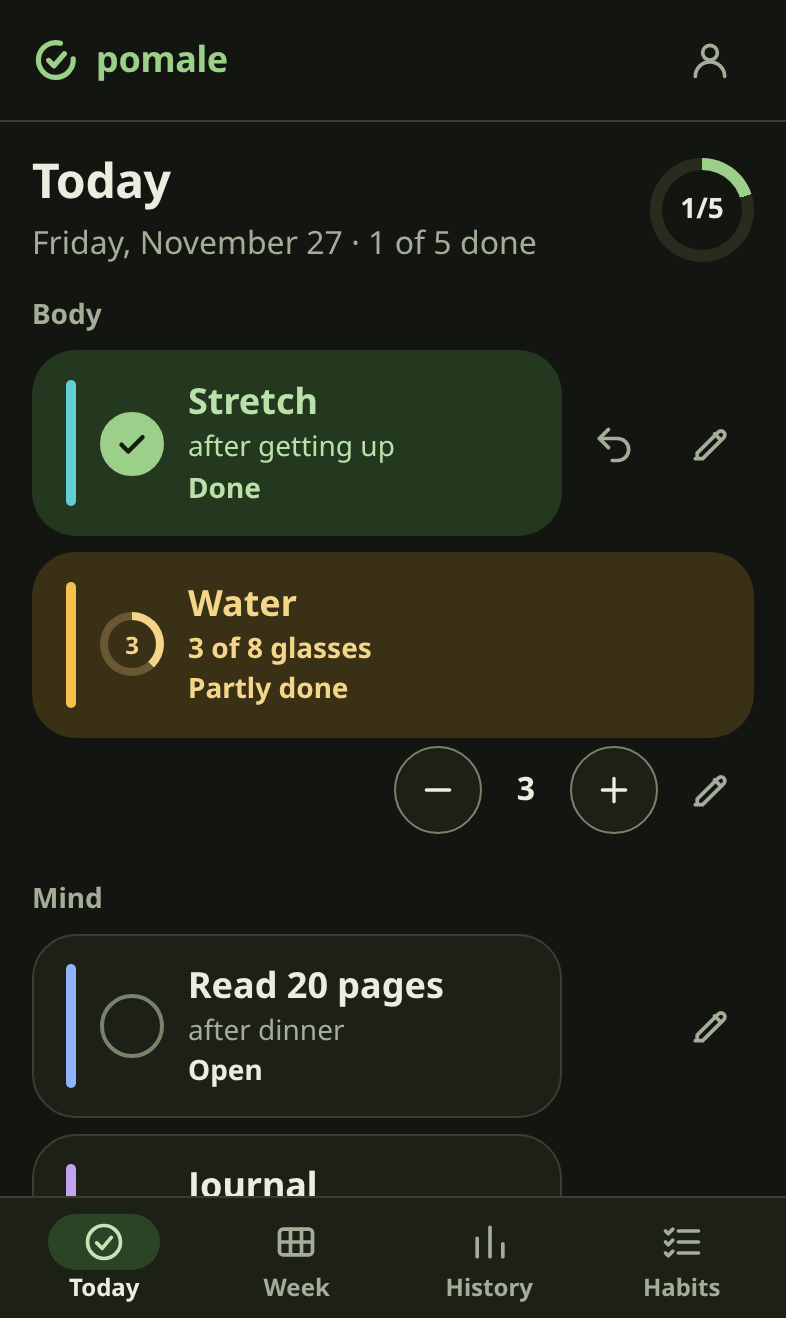 pomale
Today
1/5
Friday, November 27 · 1 of 5 done
Body
Stretch
after getting up
Done
Water
3
3 of 8 glasses
Partly done
3
Mind
Read 20 pages
after dinner
Open
Journal
Today
Week
History
Habits